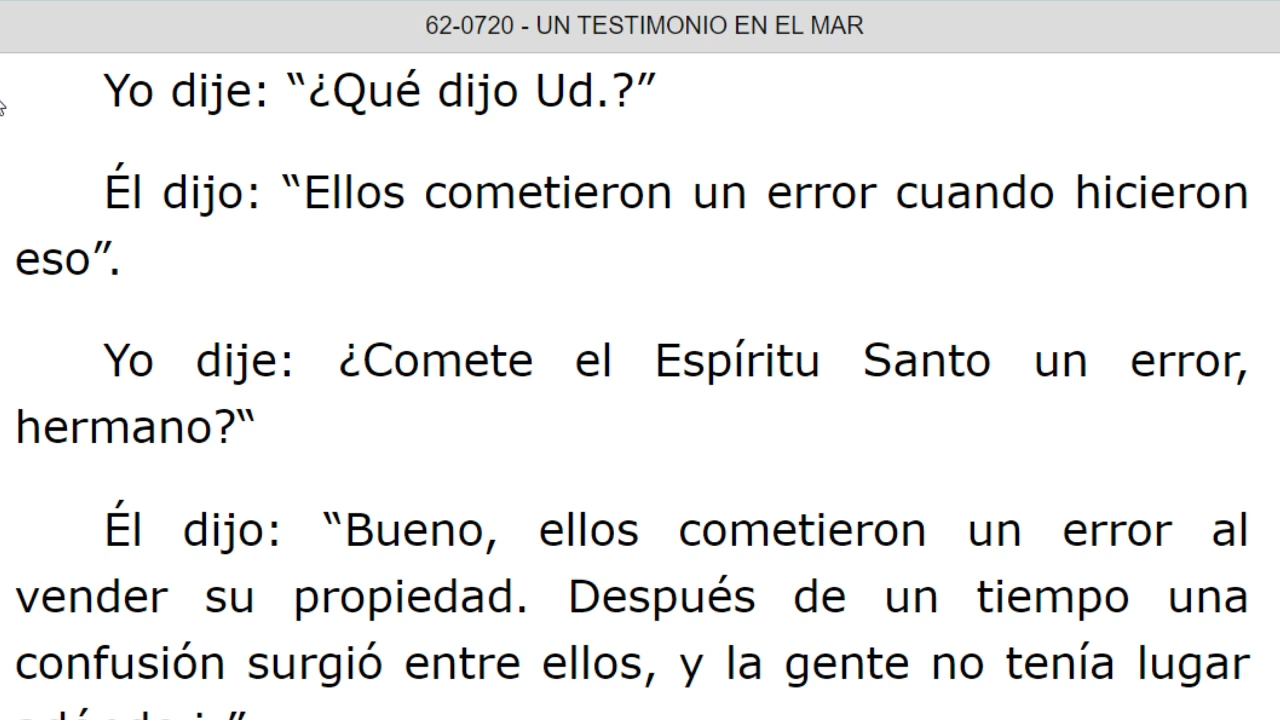 62-0720 - UN TESTIMONIO EN EL MAR
Yo dije: “¿Qué dijo Ud.?”
Él dijo: “Ellos cometieron un error cuando hicieron
eso”.
Yo dije: ¿Comete el Espíritu Santo un error,
hermano?“
Él dijo: “Bueno, ellos cometieron un error al
vender su propiedad. Después de un tiempo una
confusión surgió entre ellos, y la gente no tenía lugar